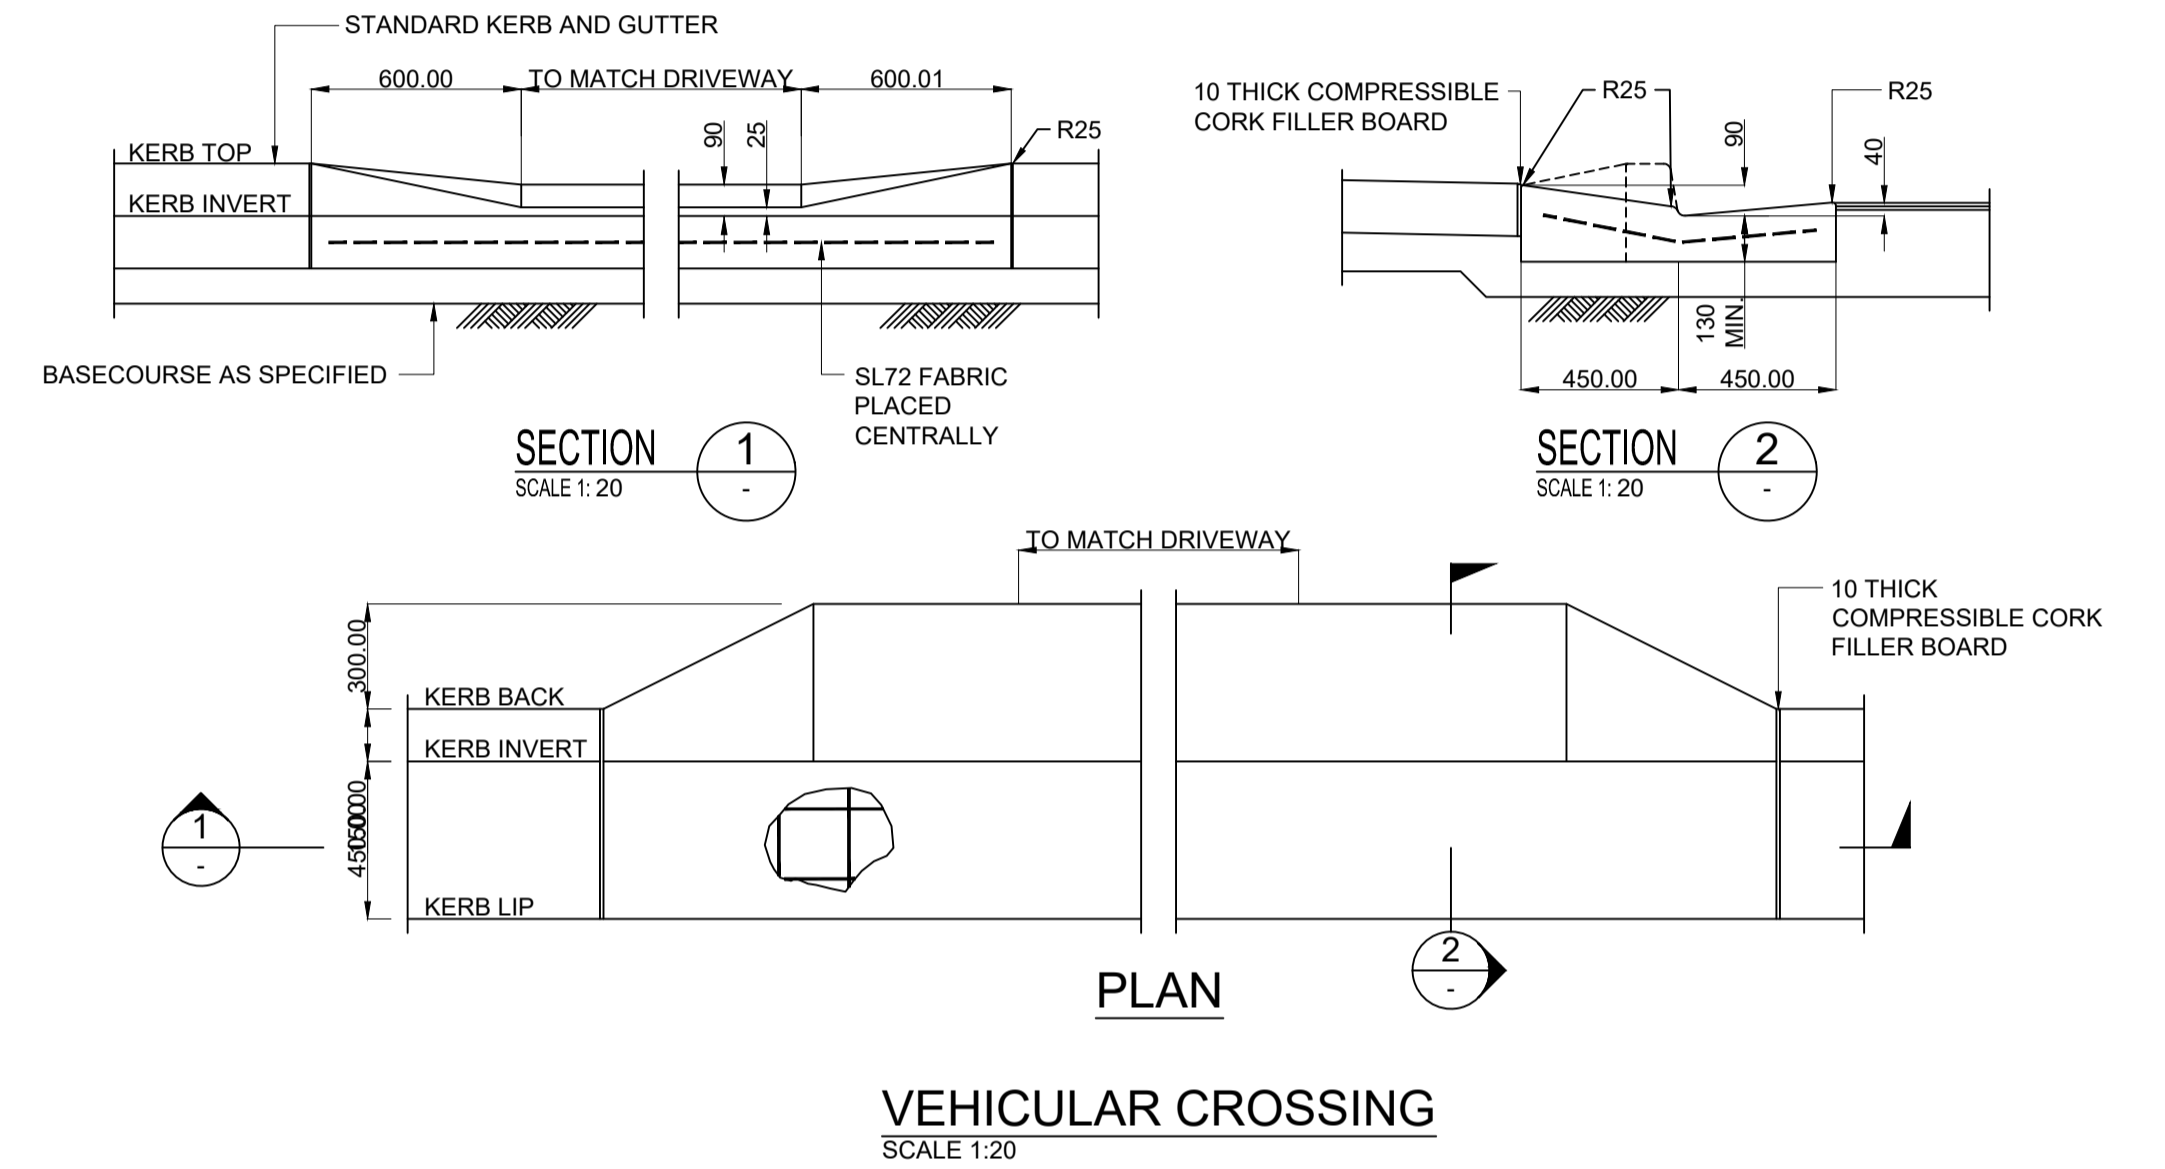 STANDARD KERB AND GUTTER
600.00
TO MATCH DRIVEWAY
600.01
90
25
R25
KERB TOP
KERB INVERT
BASECOURSE AS SPECIFIED
SL72 FABRIC
PLACED
CENTRALLY
SECTION
SCALE 1: 20
1
-
10 THICK COMPRESSIBLE
CORK FILLER BOARD
R25
R25
90
40
130
MIN.
450.00
450.00
SECTION
SCALE 1: 20
2
-
TO MATCH DRIVEWAY
10 THICK
COMPRESSIBLE CORK
FILLER BOARD
300.00
KERB BACK
KERB INVERT
450.00
150.00
KERB LIP
1
-
2
-
PLAN
VEHICULAR CROSSING
SCALE 1:20